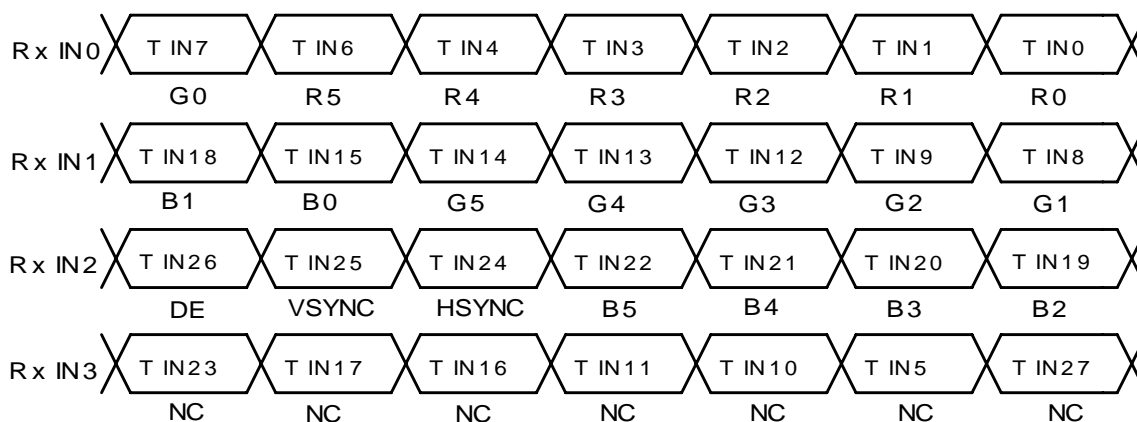 Rx IN0 T IN7 T IN6 T IN4 T IN3 T IN2 T IN1 T IN0
G0 R5 R4 R3 R2 R1 R0
Rx IN1 T IN18 T IN15 T IN14 T IN13 T IN12 T IN9 T IN8
B1 B0 G5 G4 G3 G2 G1
Rx IN2 T IN26 T IN25 T IN24 T IN22 T IN21 T IN20 T IN19
DE VSYNC HSYNC B5 B4 B3 B2
Rx IN3 T IN23 T IN17 T IN16 T IN11 T IN10 T IN5 T IN27
NC NC NC NC NC NC NC